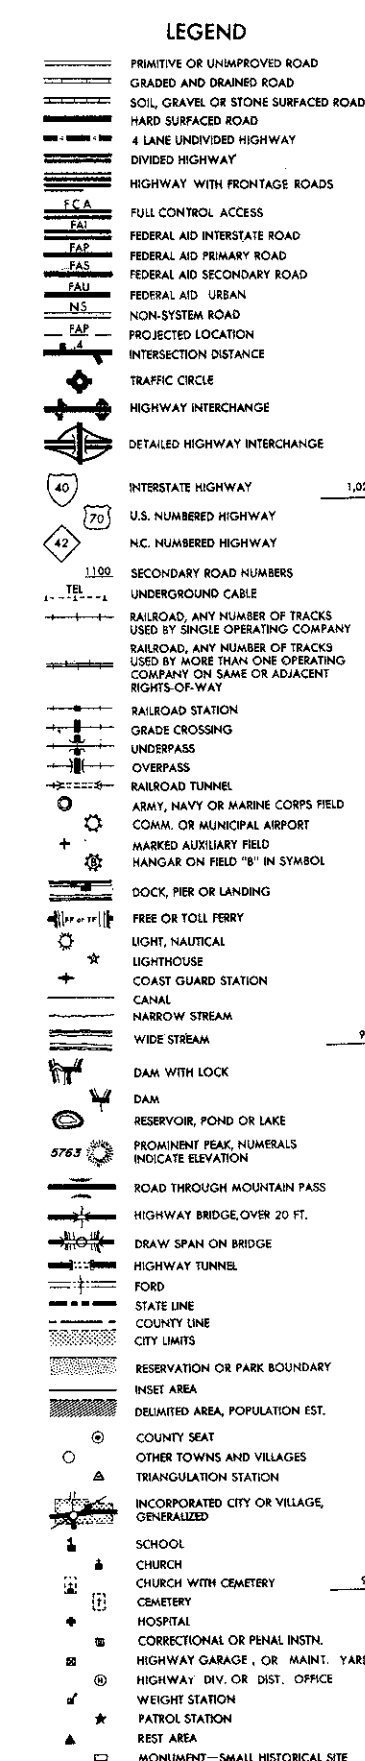 LEGEND
PRIMITIVE OR UNIMPROVED ROAD
GRADED AND DRAINED ROAD
SOIL, GRAVEL OR STONE SURFACED ROAD
HARD SURFACED ROAD
4 4 4 LANE UNDIVIDED HIGHWAY
DIVIDED HIGHWAY
HIGHWAY WITH FRONTAGE ROADS
FCA FULL CONTROL ACCESS
FAI FEDERAL AID INTERSTATE ROAD
FAP FEDERAL AID PRIMARY ROAD
FAS FEDERAL AID SECONDARY ROAD
FAU FEDERAL AID URBAN
NS NON-SYSTEM ROAD
FAP PROJECTED LOCATION
.4 INTERSECTION DISTANCE
TRAFFIC CIRCLE
HIGHWAY INTERCHANGE
DETAILED HIGHWAY INTERCHANGE
40 INTERSTATE HIGHWAY 1,02
70 U.S. NUMBERED HIGHWAY
42 N.C. NUMBERED HIGHWAY
1100 SECONDARY ROAD NUMBERS
TEL UNDERGROUND CABLE
RAILROAD, ANY NUMBER OF TRACKS
USED BY SINGLE OPERATING COMPANY
RAILROAD, ANY NUMBER OF TRACKS
USED BY MORE THAN ONE OPERATING
COMPANY ON SAME OR ADJACENT
RIGHTS-OF-WAY
RAILROAD STATION
GRADE CROSSING
UNDERPASS
OVERPASS
RAILROAD TUNNEL
ARMY, NAVY OR MARINE CORPS FIELD
COMM. OR MUNICIPAL AIRPORT
MARKED AUXILIARY FIELD
B HANGAR ON FIELD "B" IN SYMBOL
DOCK, PIER OR LANDING
FF or TF FREE OR TOLL FERRY
LIGHT, NAUTICAL
LIGHTHOUSE
COAST GUARD STATION
CANAL
NARROW STREAM
WIDE STREAM 9
DAM WITH LOCK
DAM
RESERVOIR, POND OR LAKE
5763 PROMINENT PEAK, NUMERALS
INDICATE ELEVATION
ROAD THROUGH MOUNTAIN PASS
HIGHWAY BRIDGE, OVER 20 FT.
DRAW SPAN ON BRIDGE
HIGHWAY TUNNEL
FORD
STATE LINE
COUNTY LINE
CITY LIMITS
RESERVATION OR PARK BOUNDARY
INSET AREA
DELIMITED AREA, POPULATION EST.
COUNTY SEAT
OTHER TOWNS AND VILLAGES
TRIANGULATION STATION
INCORPORATED CITY OR VILLAGE,
GENERALIZED
SCHOOL
CHURCH
CHURCH WITH CEMETERY 9
CEMETERY
HOSPITAL
CORRECTIONAL OR PENAL INSTN.
HIGHWAY GARAGE, OR MAINT. YARD
H HIGHWAY DIV. OR DIST. OFFICE
WEIGHT STATION
PATROL STATION
REST AREA
MONUMENT—SMALL HISTORICAL SITE